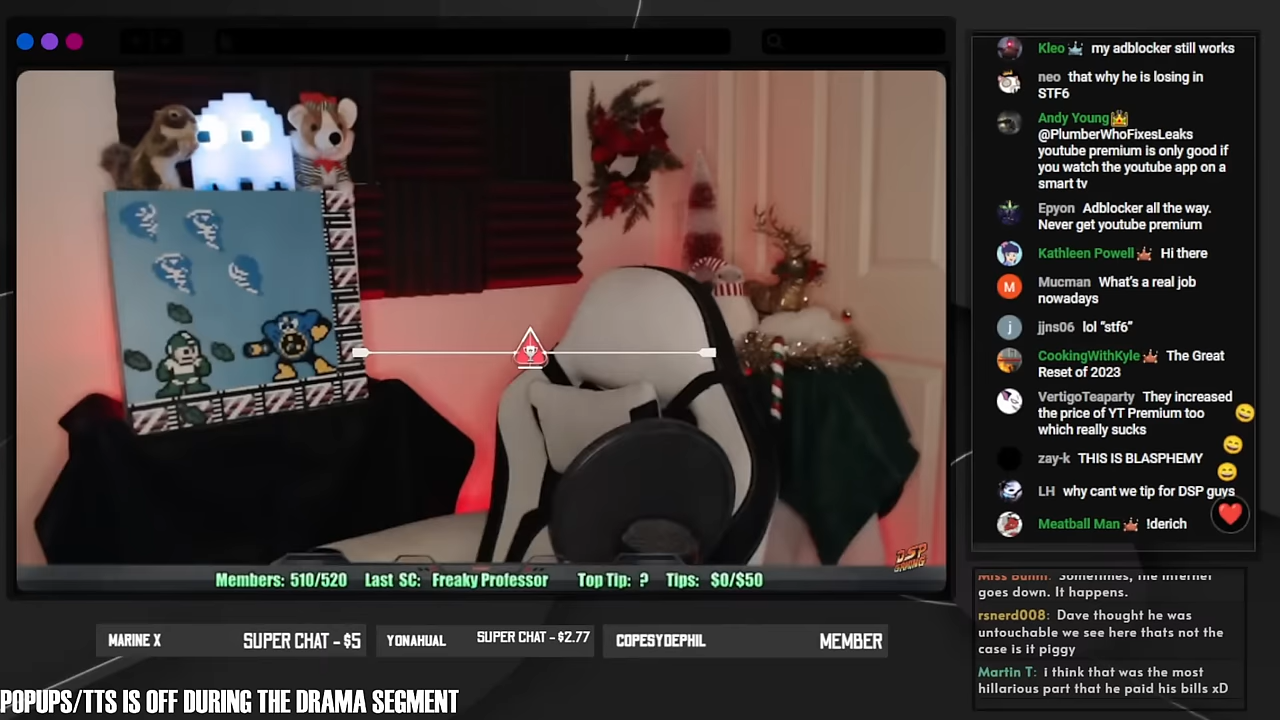 Kleo my adblocker still works
neo that why he is losing in
STF6
Andy Young
@PlumberWhoFixesLeaks
youtube premium is only good if
you watch the youtube app on a
smart tv
Epyon Adblocker all the way.
Never get youtube premium
Kathleen Powell Hi there
M
Mucman What's a real job
nowadays
j
jjns06 lol “stf6”
CookingWithKyle The Great
Reset of 2023
VertigoTeaparty They increased
the price of YT Premium too
which really sucks
zay-k THIS IS BLASPHEMY
LH why cant we tip for DSP guys
Meatball Man !derich
DSP
GAMING
Members: 510/520 Last SC: Freaky Professor Top Tip: ? Tips: $0/$50
Sometimes, the internet
goes down. It happens.
rsnerd008: Dave thought he was
untouchable we see here thats not the
case is it piggy
Martin T: i think that was the most
hillarious part that he paid his bills xD
MARINE X SUPER CHAT - $5
YONAHUAL SUPER CHAT - $2.77
COPESYDEPHIL MEMBER
POPUPS/TTS IS OFF DURING THE DRAMA SEGMENT